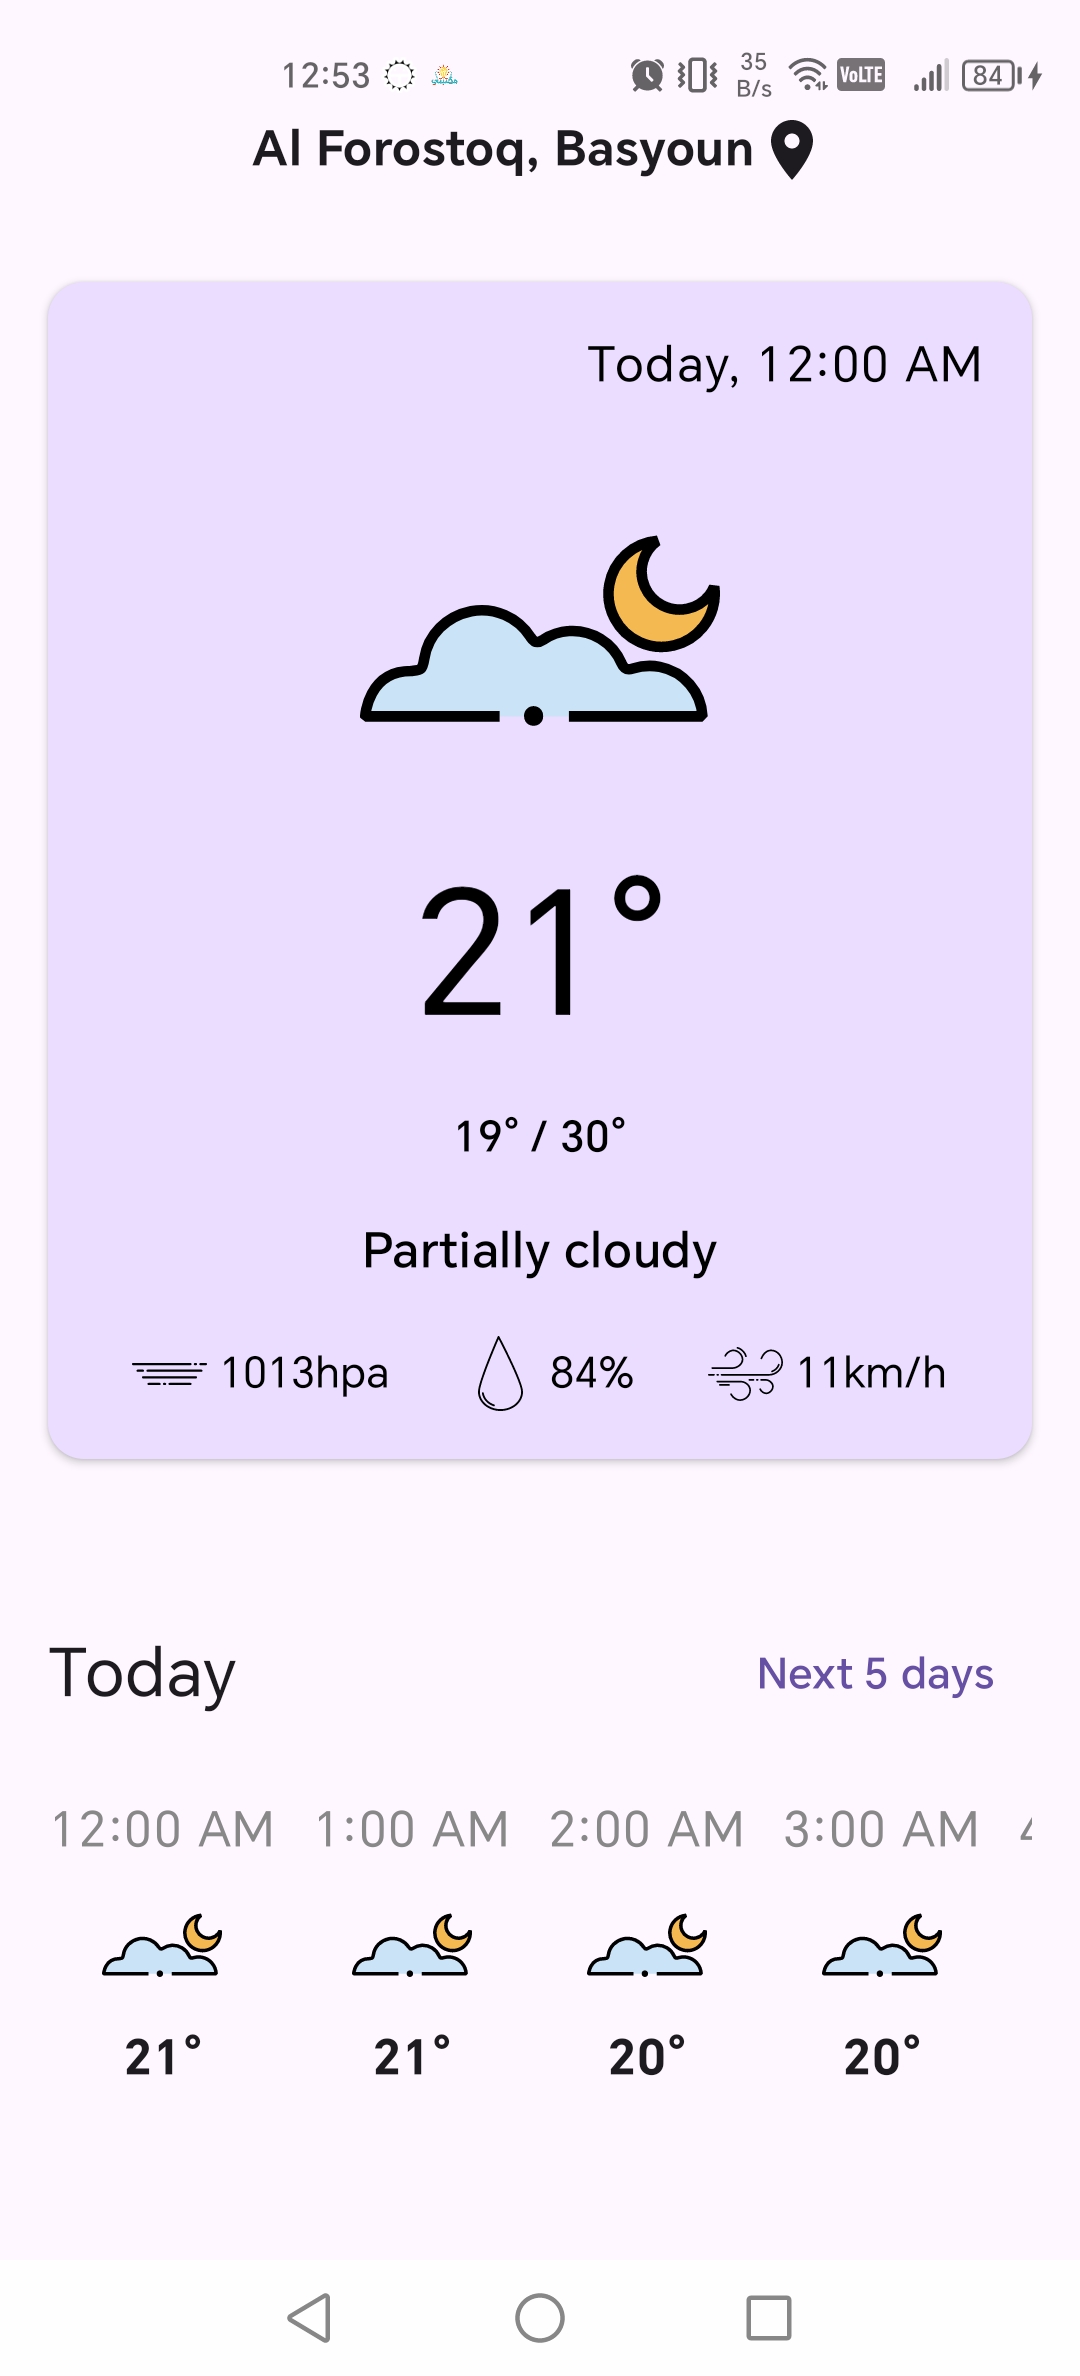 12:53 35 B/s VoLTE 84
Al Forostoq, Basyoun
Today, 12:00 AM
21°
19° / 30°
Partially cloudy
1013hpa 84% 11km/h
Today Next 5 days
12:00 AM 1:00 AM 2:00 AM 3:00 AM
21° 21° 20° 20°